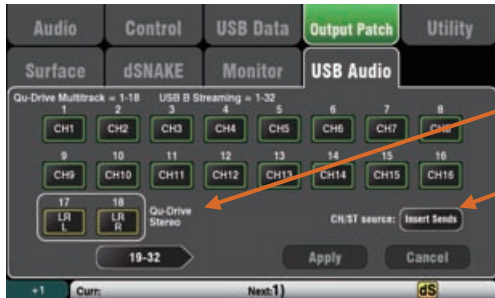 Audio Control USB Data Output Patch Utility
Surface dSNAKE Monitor USB Audio
Qu-Drive Multitrack = 1-18 USB B Streaming = 1-32
1 2 3 4 5 6 7 8
CH1 CH2 CH3 CH4 CH5 CH6 CH7 CH8
9 10 11 12 13 14 15 16
CH9 CH10 CH11 CH12 CH13 CH14 CH15 CH16
17 18
LR L LR R Qu-Drive Stereo
CH/ST source: Insert Sends
19-32 Apply Cancel
+1 Curr: Next: 1) dS